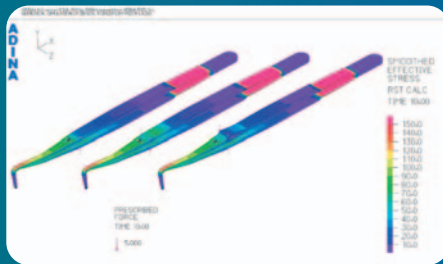 ADINA
Y
X
Z
SMOOTHED
EFFECTIVE
STRESS
RST CALC
TIME 10.00
150.0
140.0
130.0
120.0
110.0
100.0
90.0
80.0
70.0
60.0
50.0
40.0
30.0
20.0
10.0
PRESCRIBED
FORCE
TIME 10.00
5.000